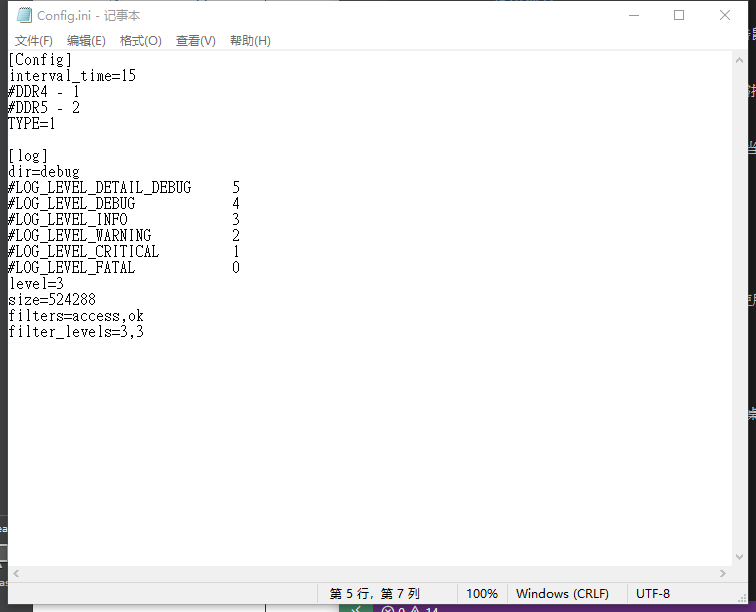 Config.ini - 记事本
文件(F) 编辑(E) 格式(O) 查看(V) 帮助(H)
[Config]
interval_time=15
#DDR4 - 1
#DDR5 - 2
TYPE=1
[log]
dir=debug
#LOG_LEVEL_DETAIL_DEBUG 5
#LOG_LEVEL_DEBUG 4
#LOG_LEVEL_INFO 3
#LOG_LEVEL_WARNING 2
#LOG_LEVEL_CRITICAL 1
#LOG_LEVEL_FATAL 0
level=3
size=524288
filters=access,ok
filter_levels=3,3
第 5 行，第 7 列 100% Windows (CRLF) UTF-8